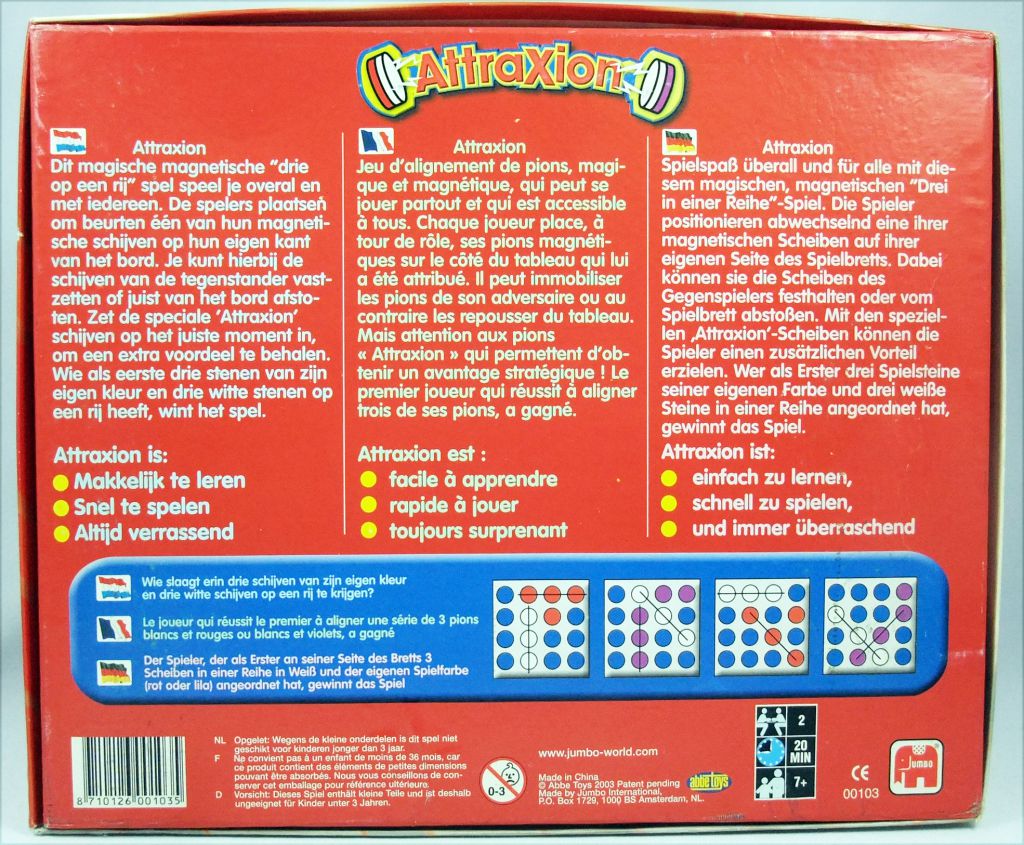 AttraXion
Attraxion
Dit magische magnetische "drie
op een rij" spel speel je overal en
met iedereen. De spelers plaatsen
om beurten één van hun magneti-
sche schijven op hun eigen kant
van het bord. Je kunt hierbij de
schijven van de tegenstander vast-
zetten of juist van het bord afsto-
ten. Zet de speciale 'Attraxion'
schijven op het juiste moment in,
om een extra voordeel te behalen.
Wie als eerste drie stenen van zijn
eigen kleur en drie witte stenen op
een rij heeft, wint het spel.
Attraxion is:
Makkelijk te leren
Snel te spelen
Altijd verrassend
Attraxion
Jeu d'alignement de pions, magi-
que et magnétique, qui peut se
jouer partout et qui est accessible
à tous. Chaque joueur place, à
tour de rôle, ses pions magnéti-
ques sur le côté du tableau qui lui
a été attribué. Il peut immobiliser
les pions de son adversaire ou au
contraire les repousser du tableau.
Mais attention aux pions
« Attraxion » qui permettent d'ob-
tenir un avantage stratégique ! Le
premier joueur qui réussit à aligner
trois de ses pions, a gagné.
Attraxion est :
facile à apprendre
rapide à jouer
toujours surprenant
Attraxion
Spielspaß überall und für alle mit die-
sem magischen, magnetischen "Drei
in einer Reihe"-Spiel. Die Spieler
positionieren abwechselnd eine ihrer
magnetischen Scheiben auf ihrer
eigenen Seite des Spielbretts. Dabei
können sie die Scheiben des
Gegenspielers festhalten oder vom
Spielbrett abstoßen. Mit den speziel-
len ‚Attraxion'-Scheiben können die
Spieler einen zusätzlichen Vorteil
erzielen. Wer als Erster drei Spielsteine
seiner eigenen Farbe und drei weiße
Steine in einer Reihe angeordnet hat,
gewinnt das Spiel.
Attraxion ist:
einfach zu lernen,
schnell zu spielen,
und immer überraschend
Wie slaagt erin drie schijven van zijn eigen kleur
en drie witte schijven op een rij te krijgen?
Le joueur qui réussit le premier à aligner une série de 3 pions
blancs et rouges ou blancs et violets, a gagné
Der Spieler, der als Erster an seiner Seite des Bretts 3
Scheiben in einer Reihe in Weiß und der eigenen Spielfarbe
(rot oder lila) angeordnet hat, gewinnt das Spiel
8 710126 001035
NL Opgelet: Wegens de kleine onderdelen is dit spel niet
geschikt voor kinderen jonger dan 3 jaar.
F Ne convient pas à un enfant de moins de 36 mois, car
ce produit contient des éléments de petites dimensions
pouvant être absorbés. Nous vous conseillons de con-
server cet emballage pour référence ultérieure.
D Vorsicht: Dieses Spiel enthält kleine Teile und ist deshalb
ungeeignet für Kinder unter 3 Jahren.
0-3
www.jumbo-world.com
Made in China
© Abbe Toys 2003 Patent pending
Made by Jumbo International,
P.O. Box 1729, 1000 BS Amsterdam, NL.
abbe toys
2
20
MIN
7+
CE
00103
Jumbo